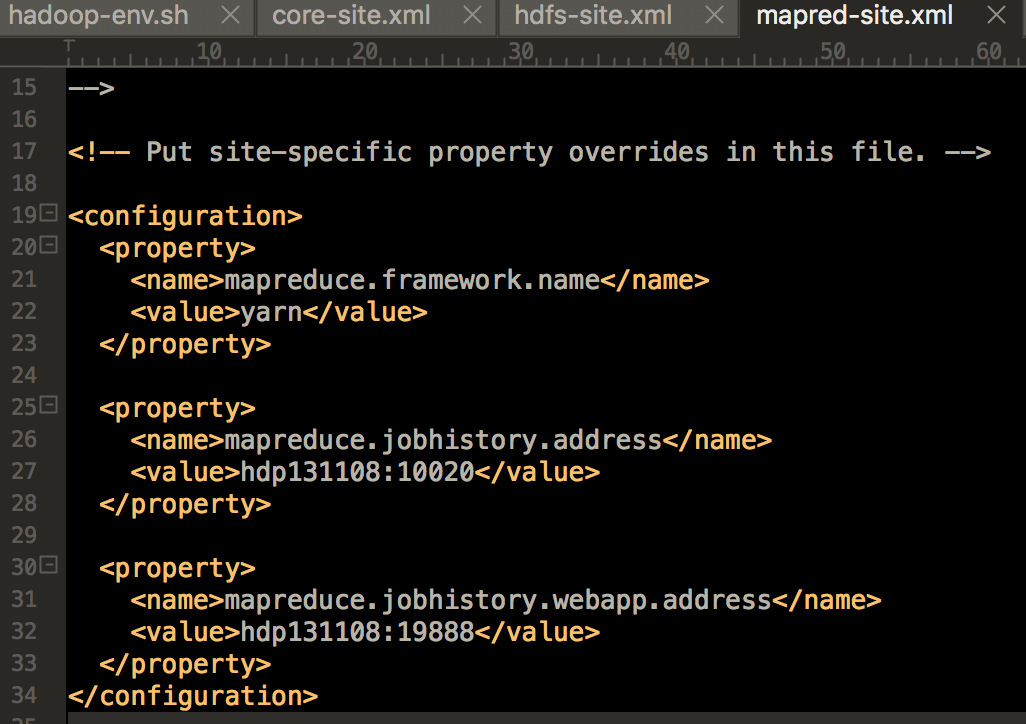 hadoop-env.sh core-site.xml hdfs-site.xml mapred-site.xml
10 20 30 40 50 60
15 -->
16
17 <!-- Put site-specific property overrides in this file. -->
18
19 <configuration>
20   <property>
21     <name>mapreduce.framework.name</name>
22     <value>yarn</value>
23   </property>
24
25   <property>
26     <name>mapreduce.jobhistory.address</name>
27     <value>hdp131108:10020</value>
28   </property>
29
30   <property>
31     <name>mapreduce.jobhistory.webapp.address</name>
32     <value>hdp131108:19888</value>
33   </property>
34 </configuration>